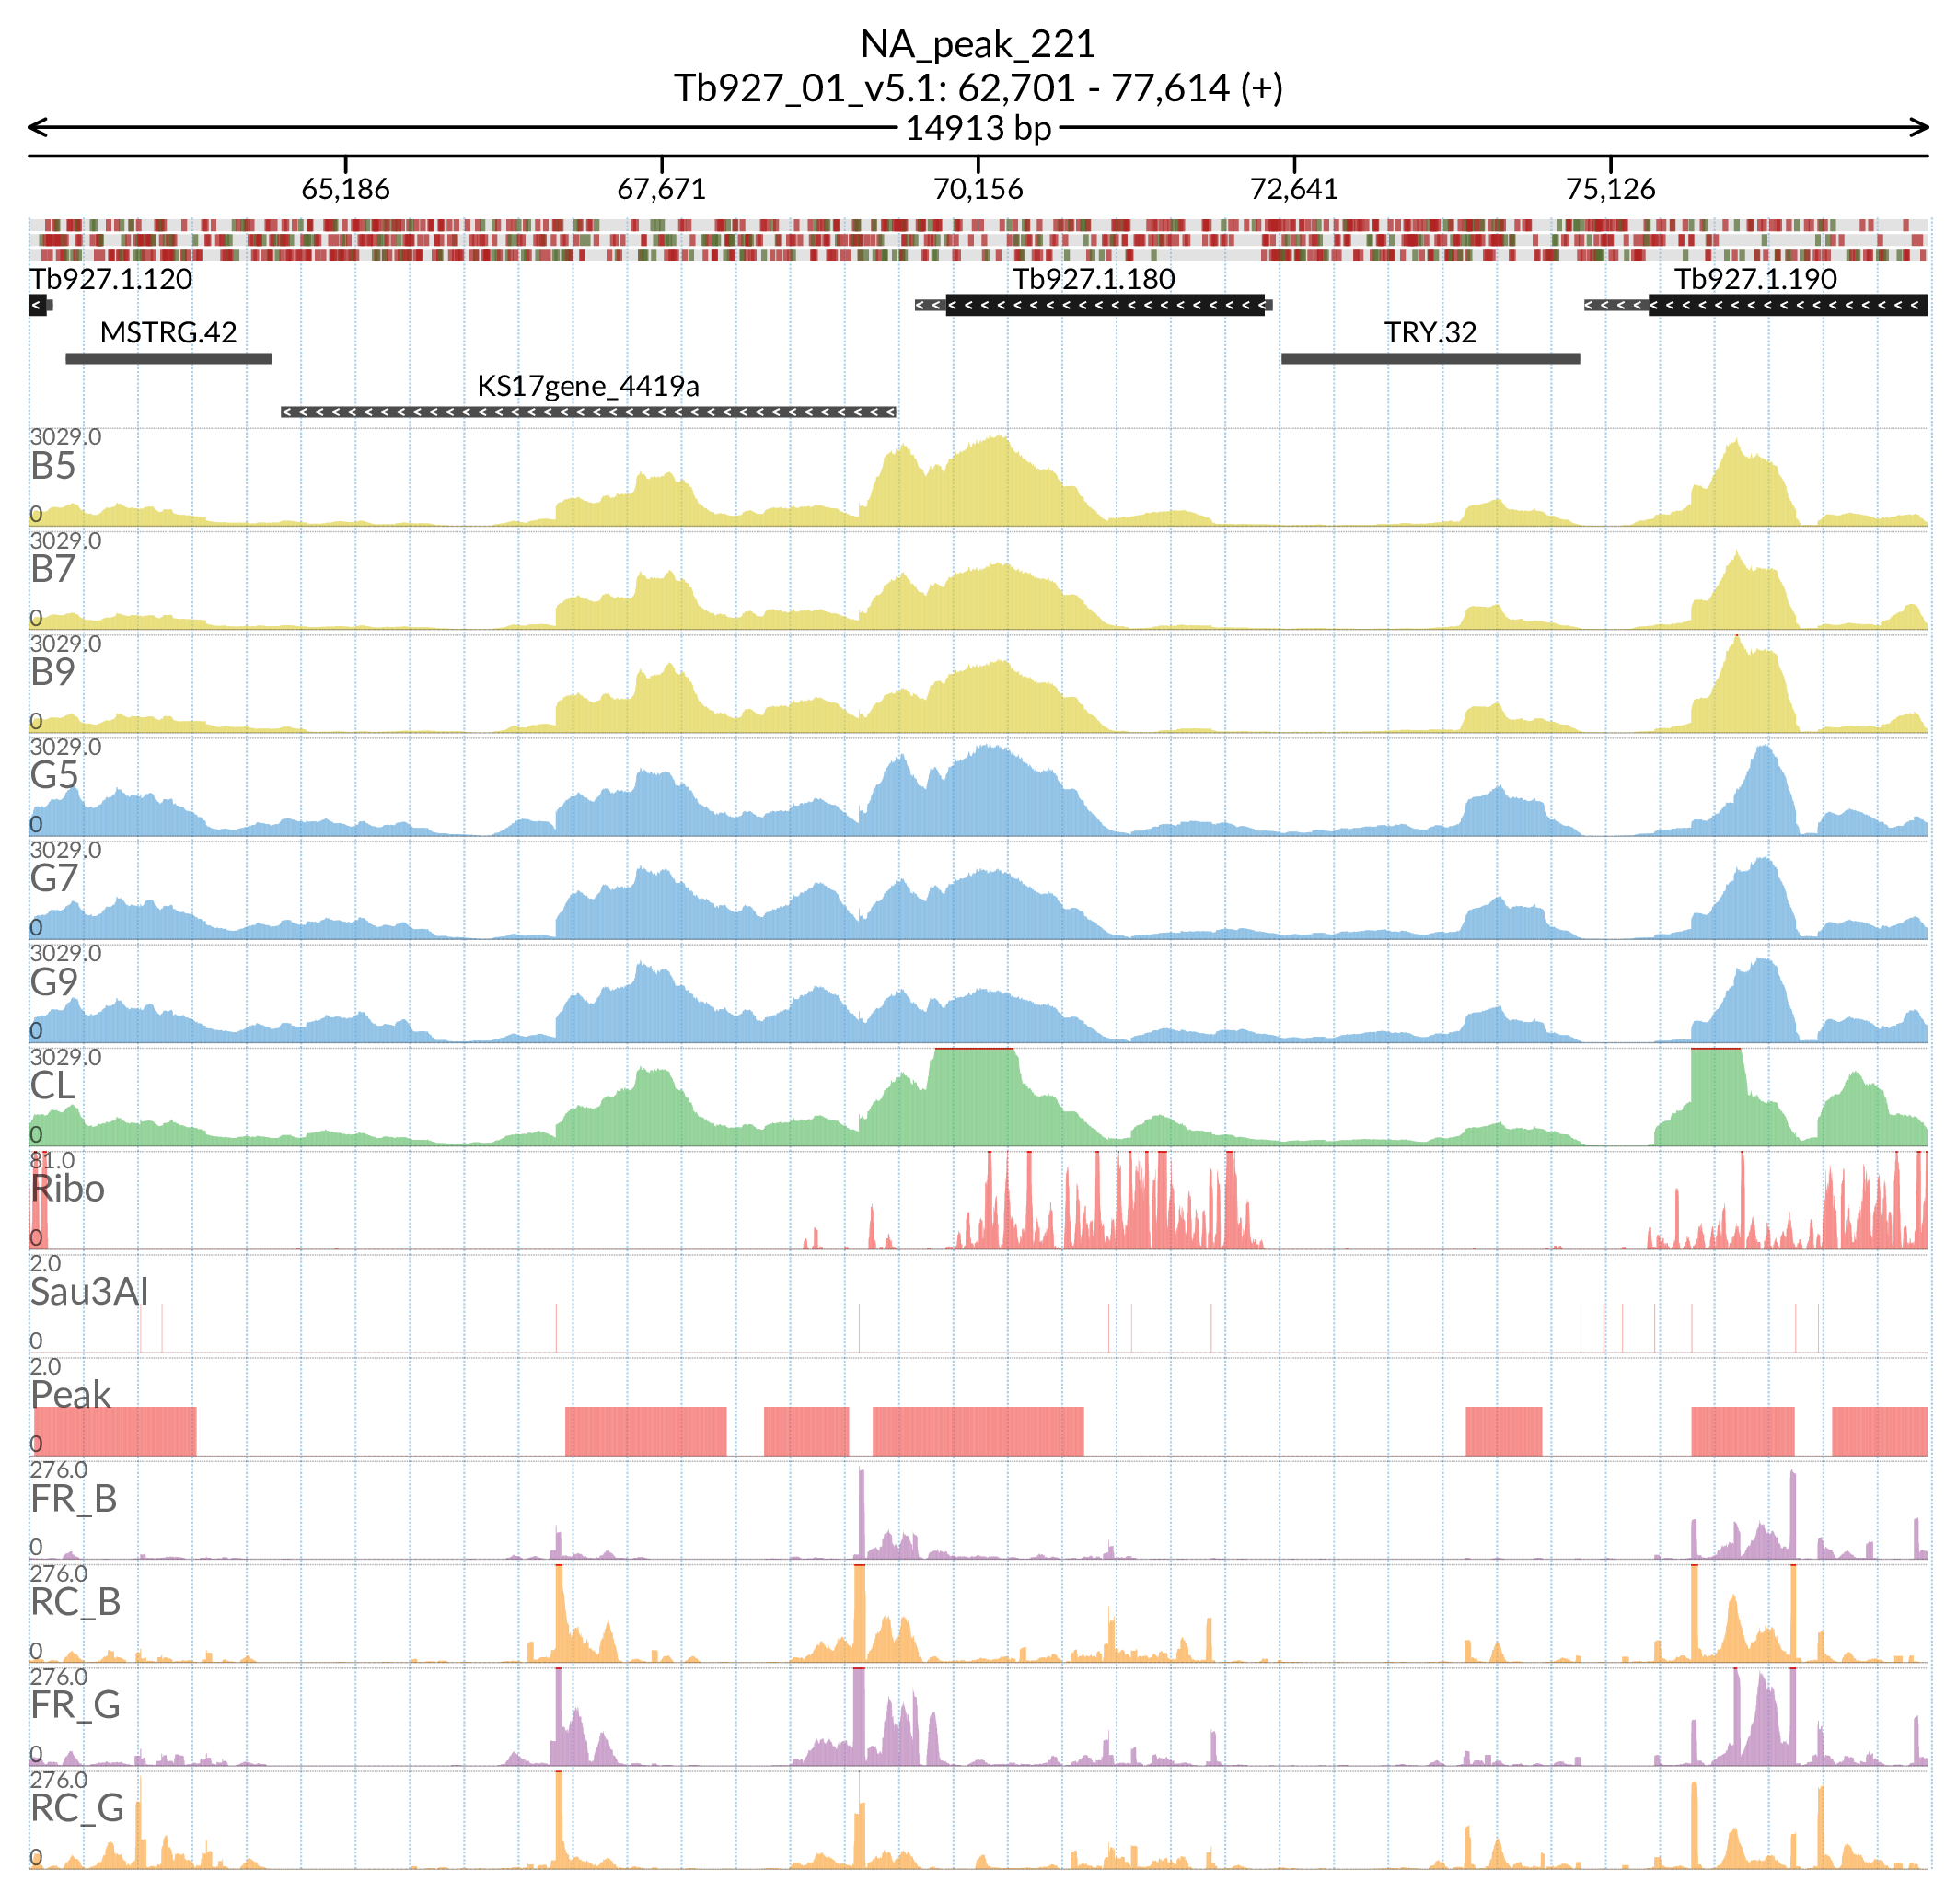 NA_peak_221
Tb927_01_v5.1: 62,701 - 77,614 (+)
14913 bp
65,186 67,671 70,156 72,641 75,126
Tb927.1.120 Tb927.1.180 Tb927.1.190
MSTRG.42 TRY.32
KS17gene_4419a
3029.0
B5
0
3029.0
B7
0
3029.0
B9
0
3029.0
G5
0
3029.0
G7
0
3029.0
G9
0
3029.0
CL
0
81.0
Ribo
0
2.0
Sau3AI
0
2.0
Peak
0
276.0
FR_B
0
276.0
RC_B
0
276.0
FR_G
0
276.0
RC_G
0